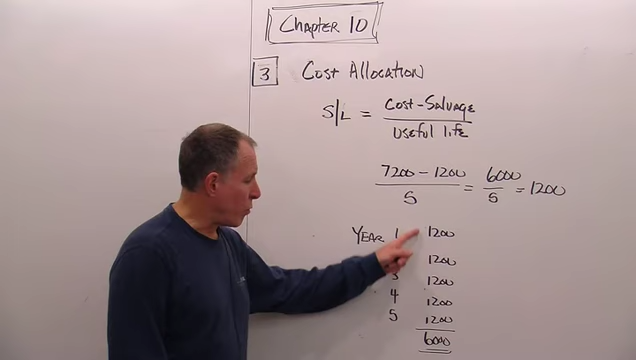 Chapter 10
3 Cost Allocation
S/L = Cost-Salvage / useful life
7200 - 1200 / 5 = 6000 / 5 = 1200
Year 1 1200
1200
3 1200
4 1200
5 1200
6000